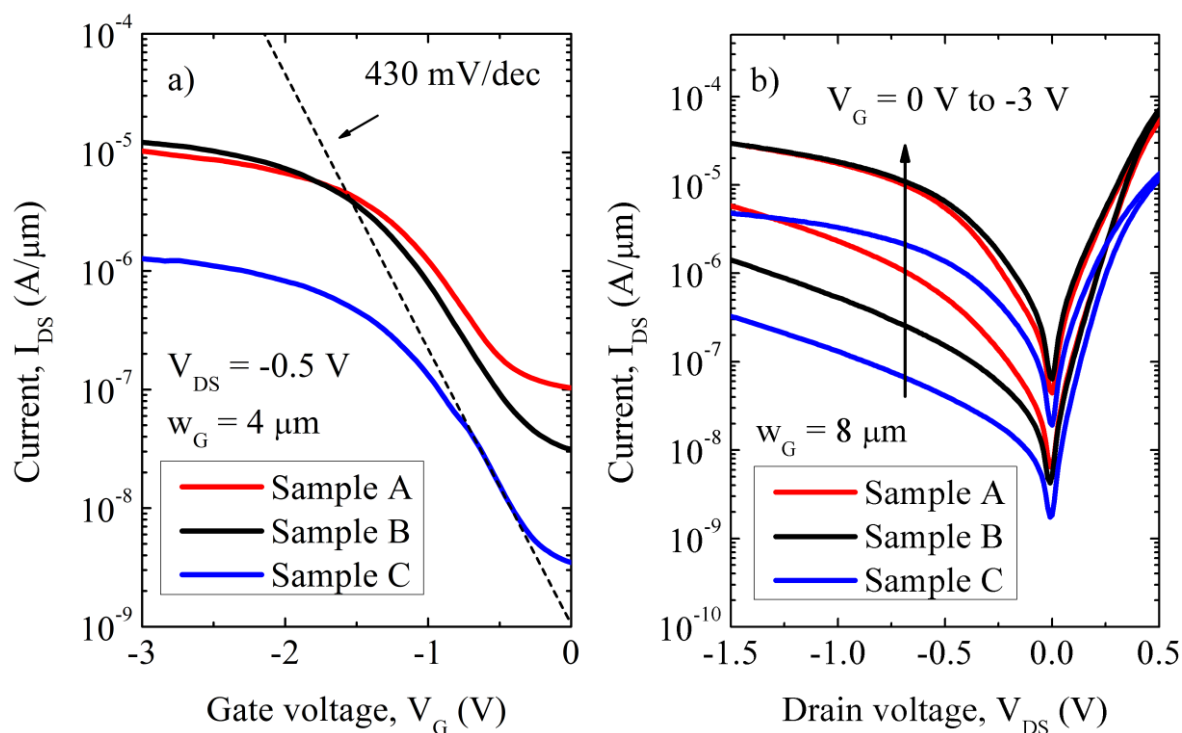 a)
430 mV/dec
V_DS = -0.5 V
w_G = 4 μm
Sample A
Sample B
Sample C
10^-4
10^-5
10^-6
10^-7
10^-8
10^-9
-3
-2
-1
0
Current, I_DS (A/μm)
Gate voltage, V_G (V)
b)
V_G = 0 V to -3 V
w_G = 8 μm
Sample A
Sample B
Sample C
10^-4
10^-5
10^-6
10^-7
10^-8
10^-9
10^-10
-1.5
-1.0
-0.5
0.0
0.5
Current, I_DS (A/μm)
Drain voltage, V_DS (V)